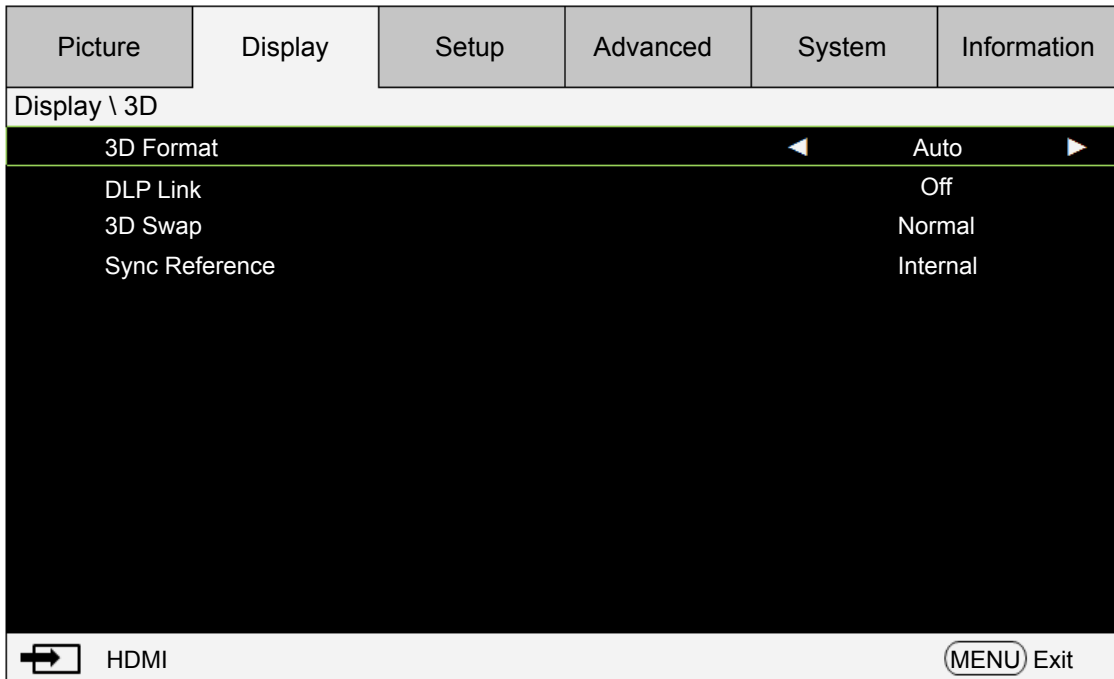 Picture Display Setup Advanced System Information
Display \ 3D
3D Format Auto
DLP Link Off
3D Swap Normal
Sync Reference Internal
HDMI MENU Exit